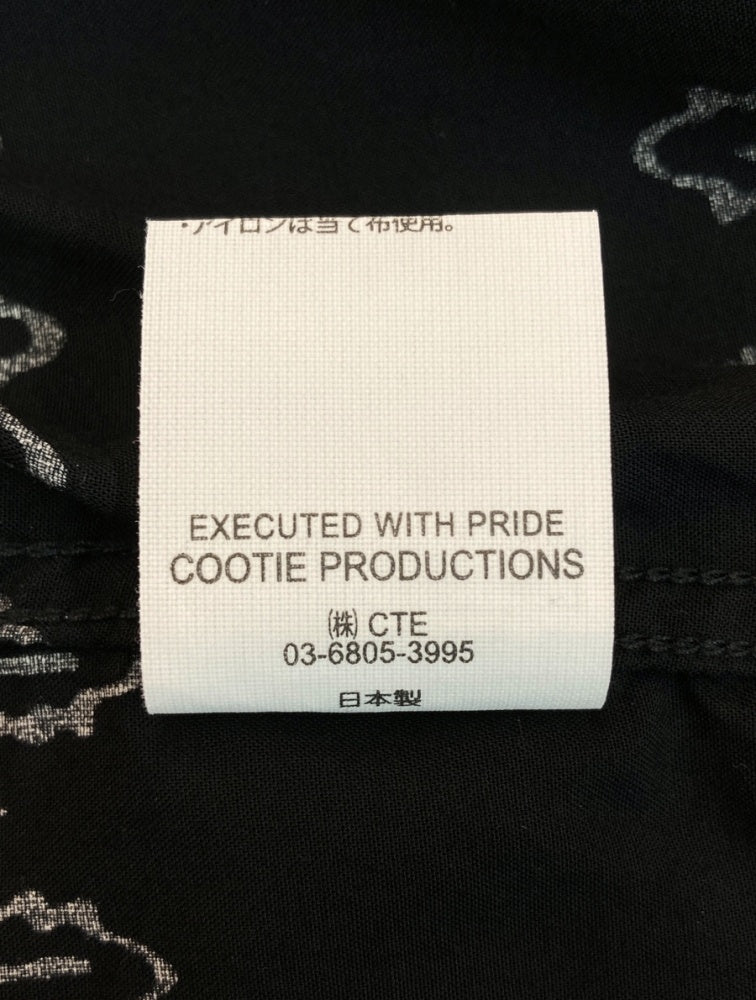 ・アイロンは当て布使用。
EXECUTED WITH PRIDE
COOTIE PRODUCTIONS
㈱ CTE
03-6805-3995
日本製